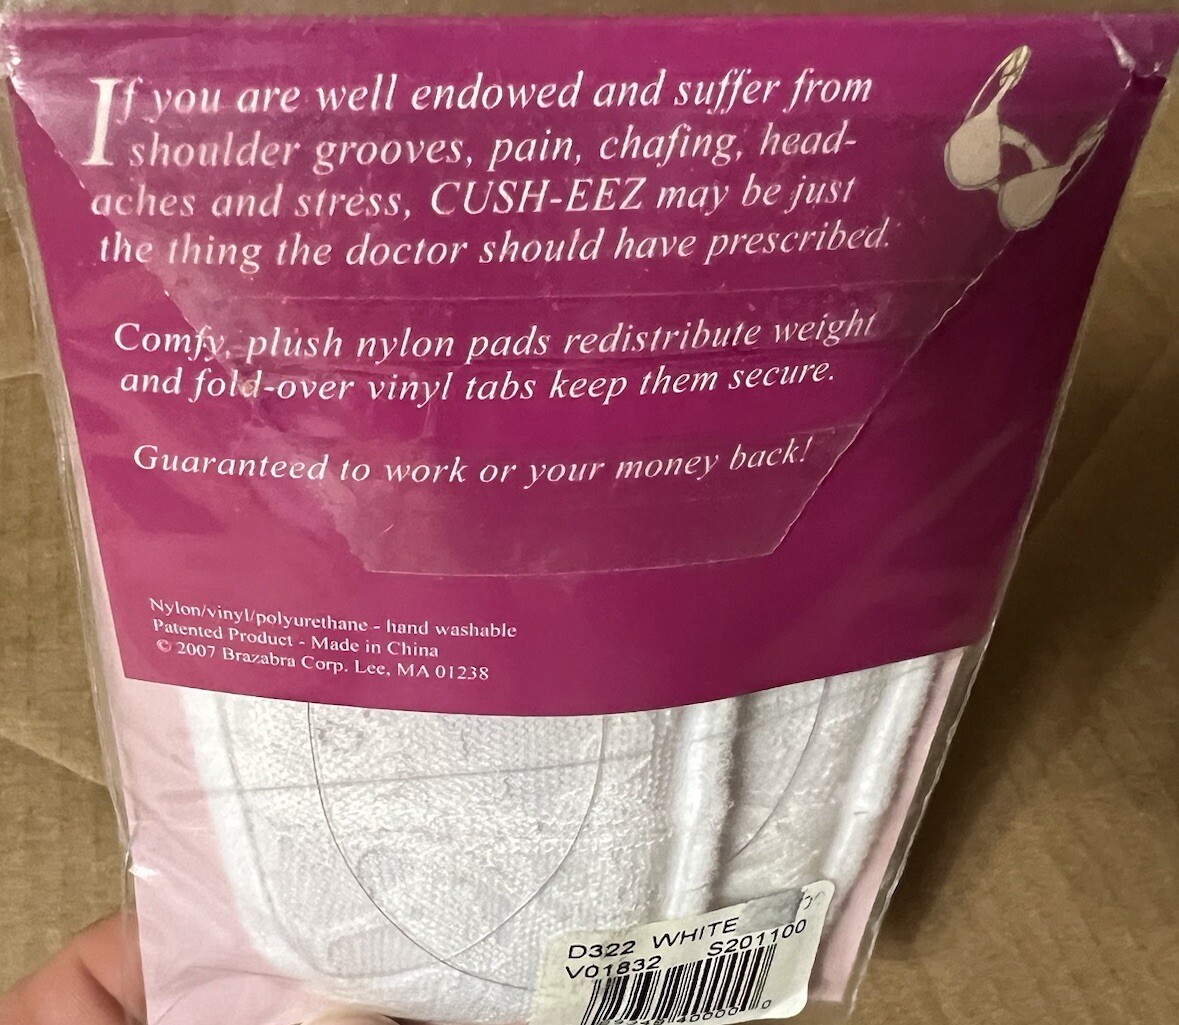 If you are well endowed and suffer from
shoulder grooves, pain, chafing, head-
aches and stress, CUSH-EEZ may be just
the thing the doctor should have prescribed.
Comfy, plush nylon pads redistribute weight
and fold-over vinyl tabs keep them secure.
Guaranteed to work or your money back!
Nylon/vinyl/polyurethane - hand washable
Patented Product - Made in China
© 2007 Brazabra Corp. Lee, MA 01238
D322 WHITE
V01832 S201100